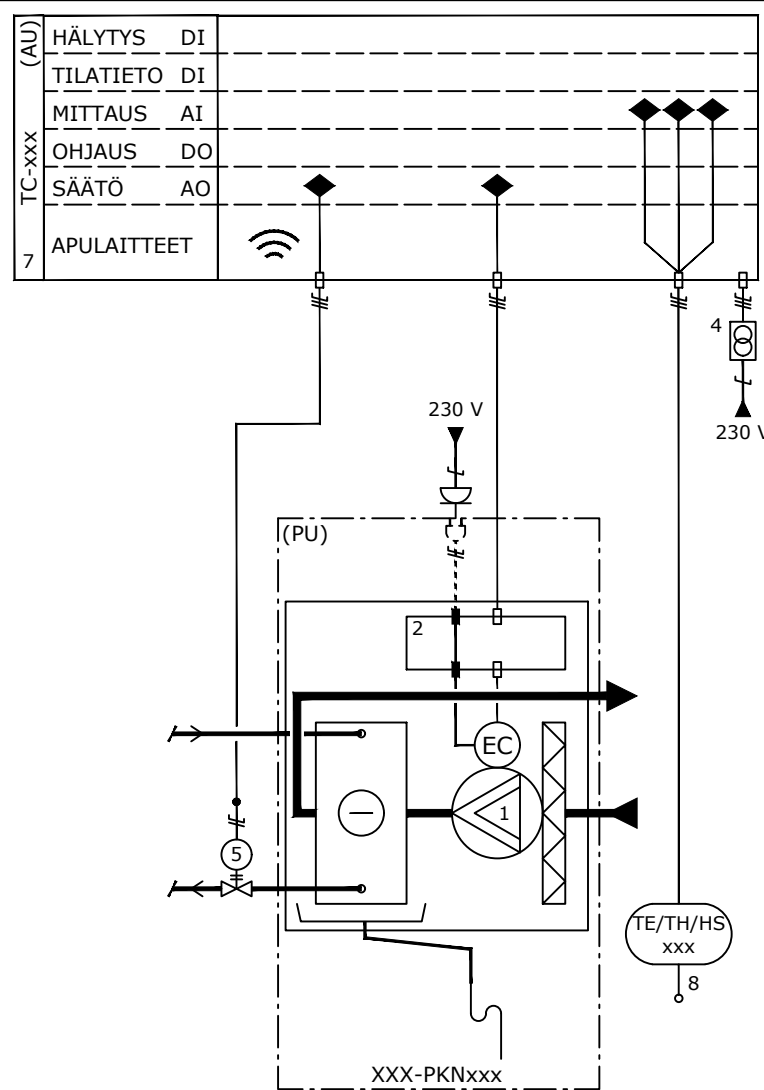 (AU)
TC-xxx
7
HÄLYTYS DI
TILATIETO DI
MITTAUS AI
OHJAUS DO
SÄÄTÖ AO
APULAITTEET
4
230 V
230 V
(PU)
2
EC
1
5
TE/TH/HS
xxx
8
XXX-PKNxxx